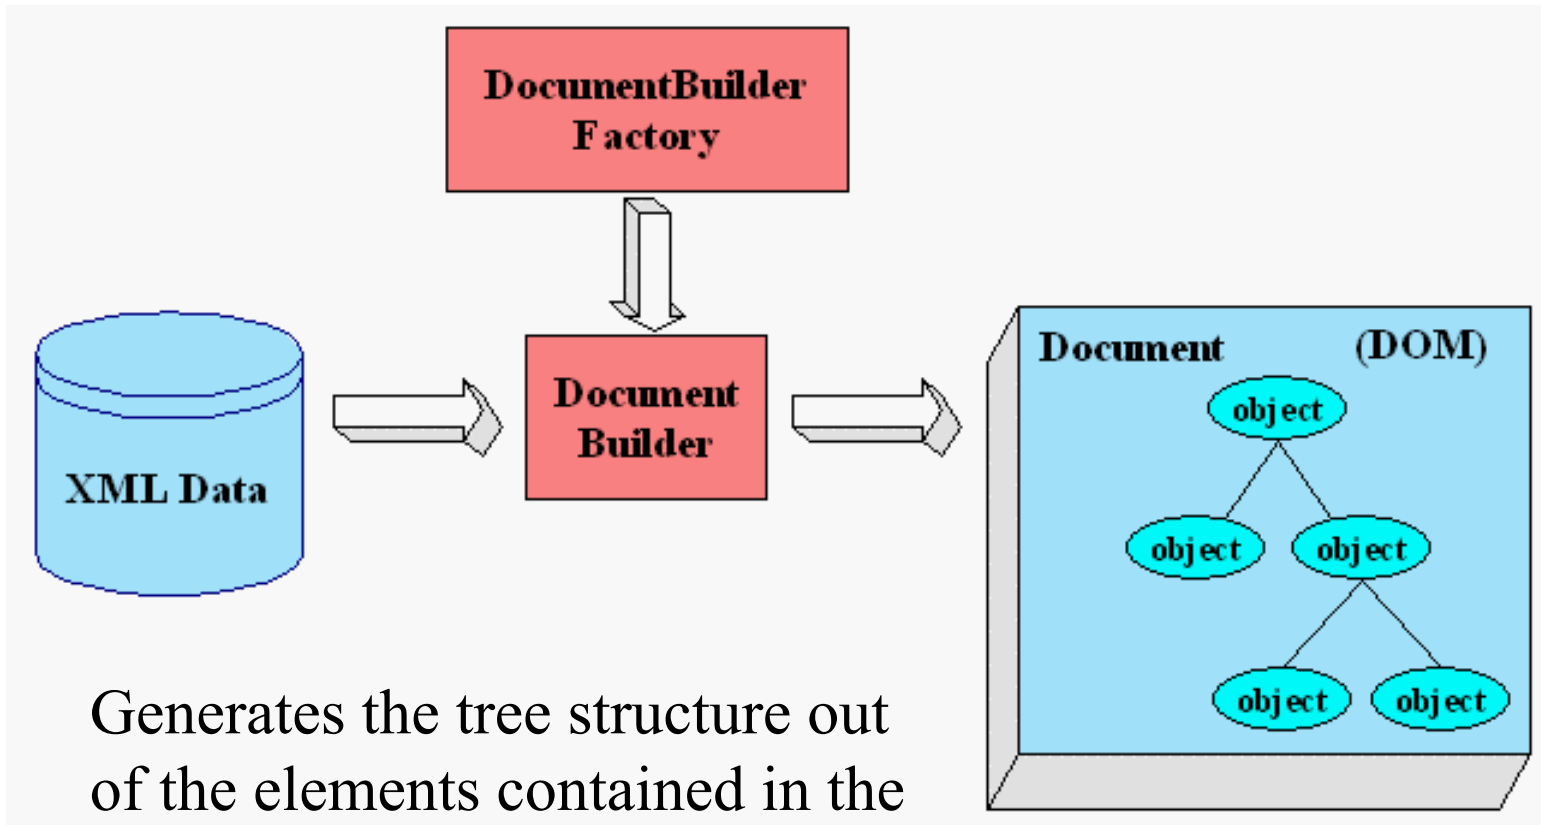 DocumentBuilder
Factory
Document
Builder
XML Data
Document (DOM)
object
object object
object object
Generates the tree structure out
of the elements contained in the